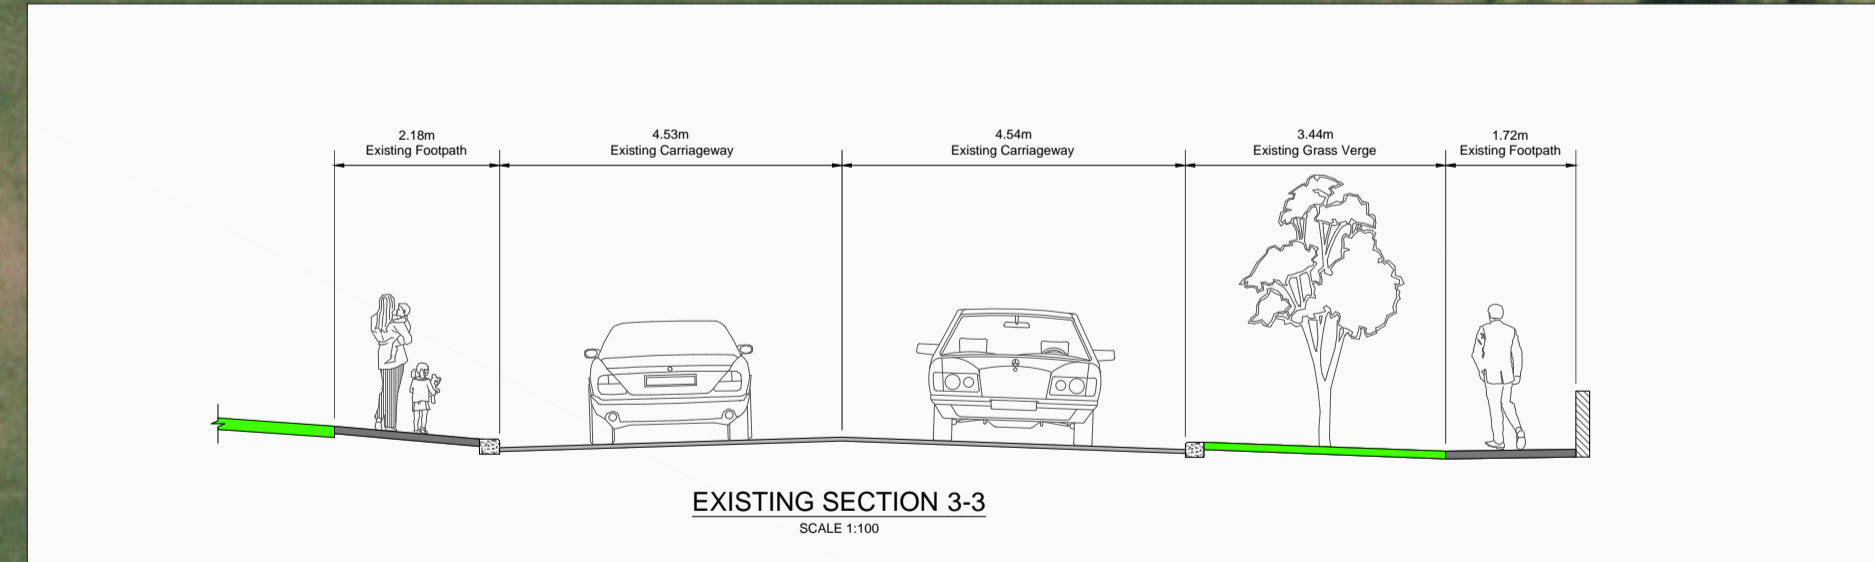 2.18m
Existing Footpath
4.53m
Existing Carriageway
4.54m
Existing Carriageway
3.44m
Existing Grass Verge
1.72m
Existing Footpath
EXISTING SECTION 3-3
SCALE 1:100